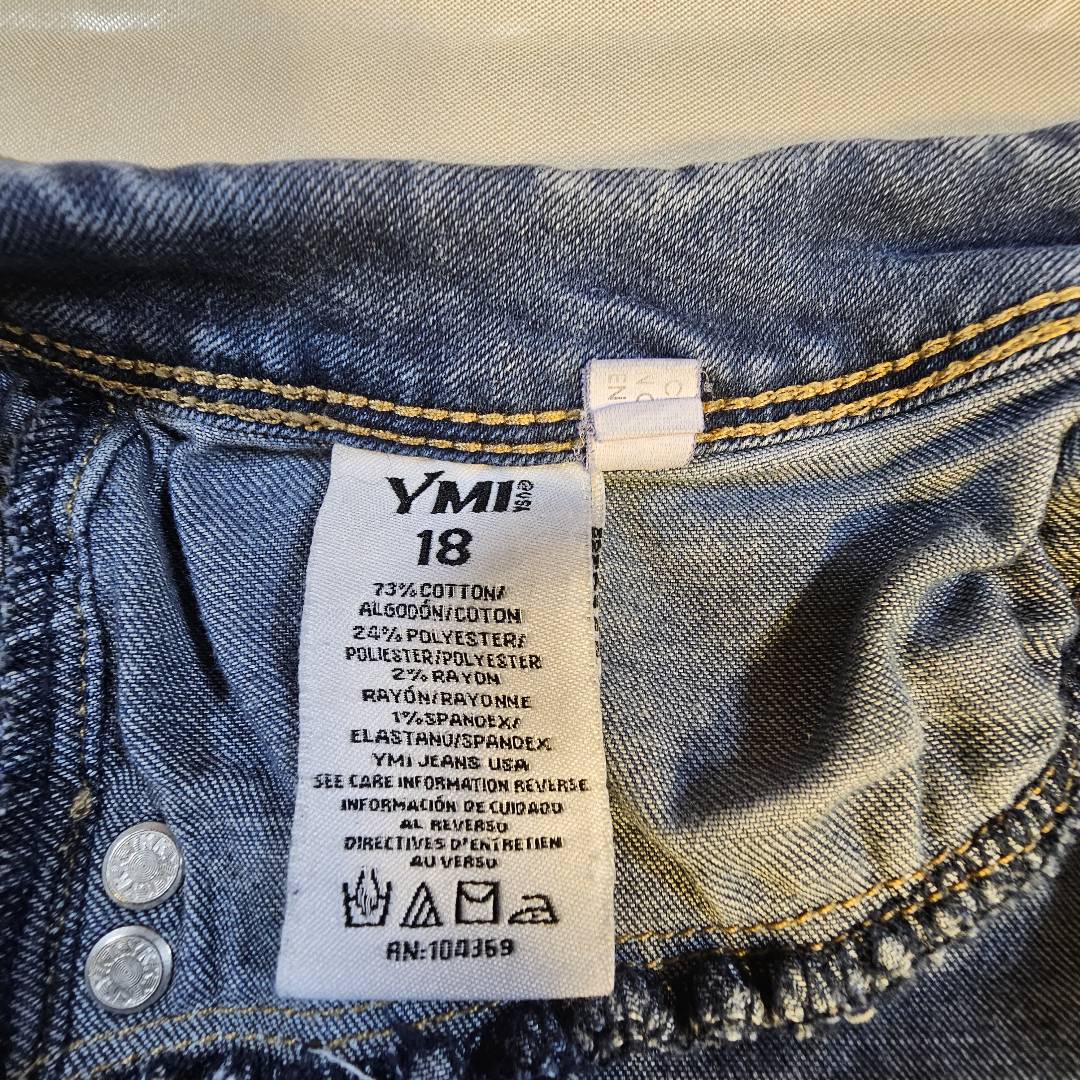 YMI @USA
18
73% COTTON/
ALGODÓN/COTON
24% POLYESTER/
POLIESTER/POLYESTER
2% RAYON
RAYÓN/RAYONNE
1% SPANDEX/
ELASTANO/SPANDEX
YMI JEANS USA
SEE CARE INFORMATION REVERSE
INFORMACIÓN DE CUIDADO
AL REVERSO
DIRECTIVES D'ENTRETIEN
AU VERSO
RN:104369